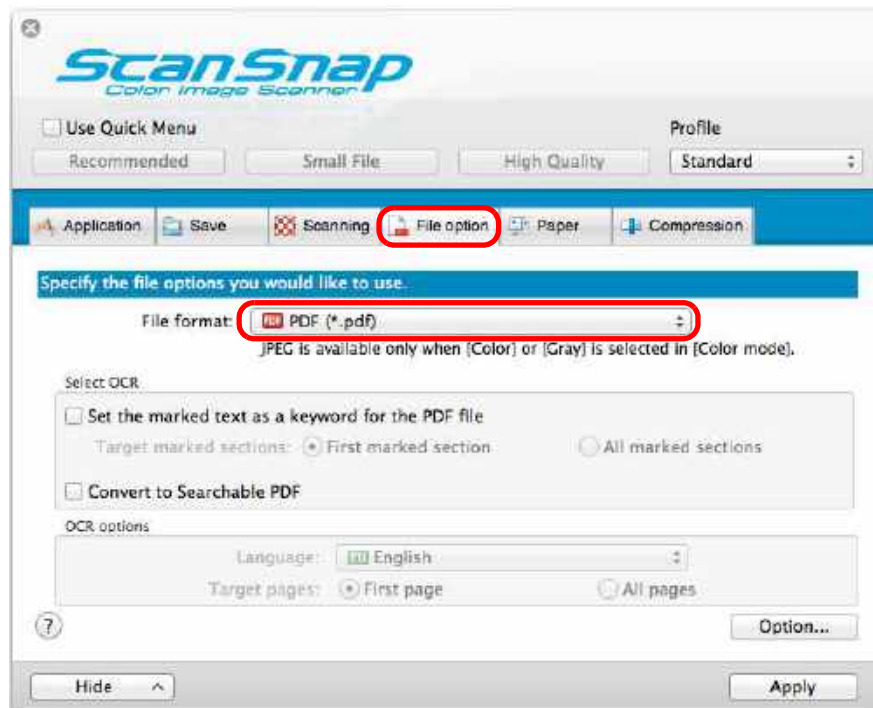 ScanSnap
Color Image Scanner
Use Quick Menu
Profile
Recommended Small File High Quality Standard
Application Save Scanning File option Paper Compression
Specify the file options you would like to use.
File format: PDF PDF (*.pdf)
JPEG is available only when [Color] or [Gray] is selected in [Color mode].
Select OCR
Set the marked text as a keyword for the PDF file
Target marked sections: First marked section All marked sections
Convert to Searchable PDF
OCR options
Language: English
Target pages: First page All pages
? Option...
Hide Apply